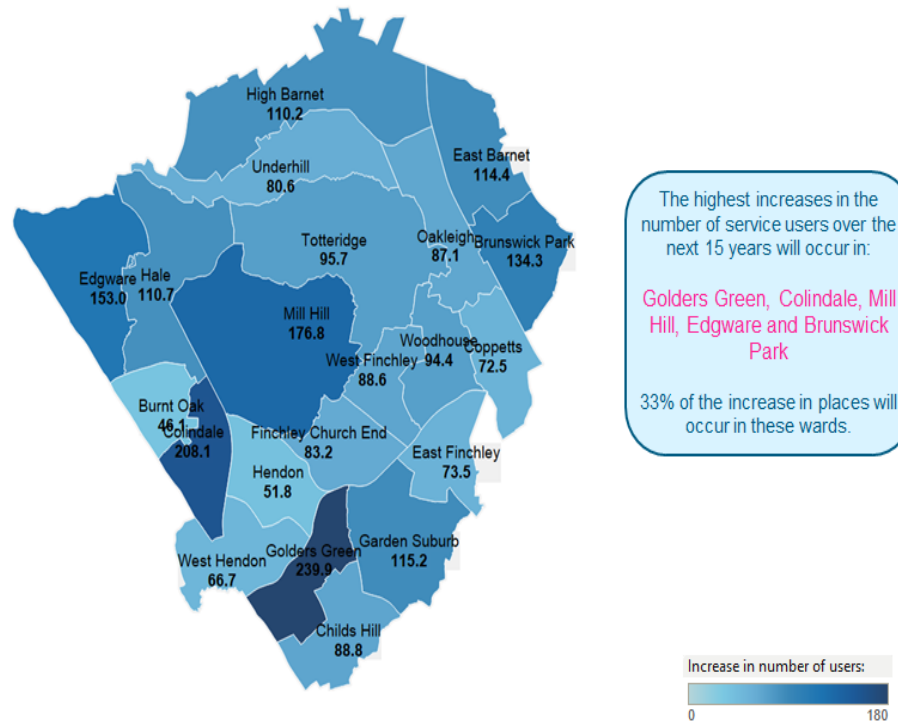 High Barnet
110.2
East Barnet
114.4
Underhill
80.6
Totteridge
95.7
Oakleigh
87.1
Brunswick Park
134.3
Edgware
153.0
Hale
110.7
Mill Hill
176.8
Woodhouse
94.4
Coppetts
72.5
West Finchley
88.6
Burnt Oak
46.1
Colindale
208.1
Finchley Church End
83.2
East Finchley
73.5
Hendon
51.8
West Hendon
66.7
Golders Green
239.9
Garden Suburb
115.2
Childs Hill
88.8
The highest increases in the
number of service users over the
next 15 years will occur in:
Golders Green, Colindale, Mill
Hill, Edgware and Brunswick
Park
33% of the increase in places will
occur in these wards.
Increase in number of users:
0 180